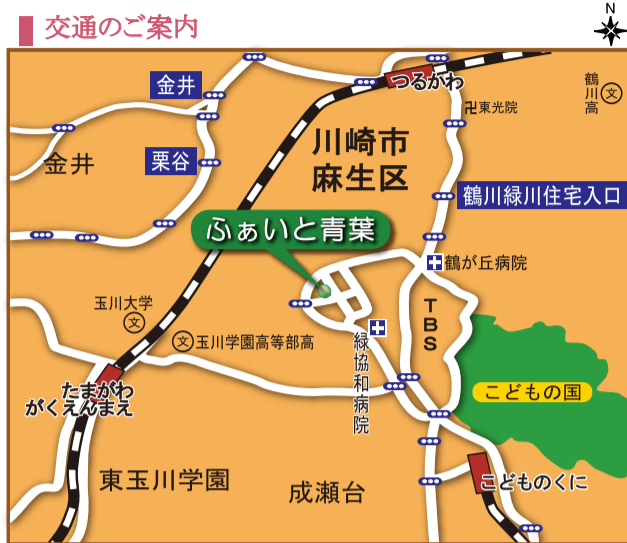 交通のご案内
N
金井
つるがわ
鶴川高
文
卍東光院
川崎市
麻生区
金井
栗谷
鶴川緑川住宅入口
ふぁいと青葉
鶴が丘病院
TBS
玉川大学
文
文
玉川学園高等部高
緑協和病院
たまがわ
がくえんまえ
こどもの国
東玉川学園
成瀬台
こどものくに